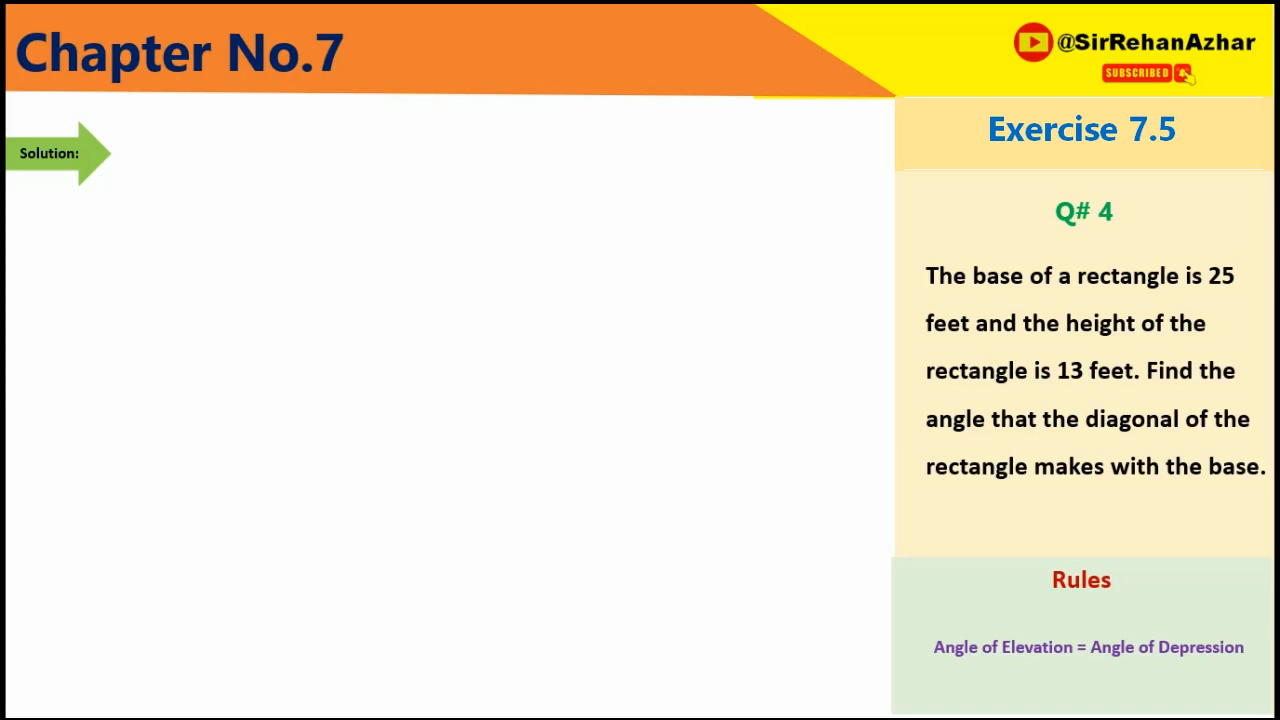 Chapter No.7
@SirRehanAzhar
SUBSCRIBED
Solution:
Exercise 7.5
Q# 4
The base of a rectangle is 25
feet and the height of the
rectangle is 13 feet. Find the
angle that the diagonal of the
rectangle makes with the base.
Rules
Angle of Elevation = Angle of Depression